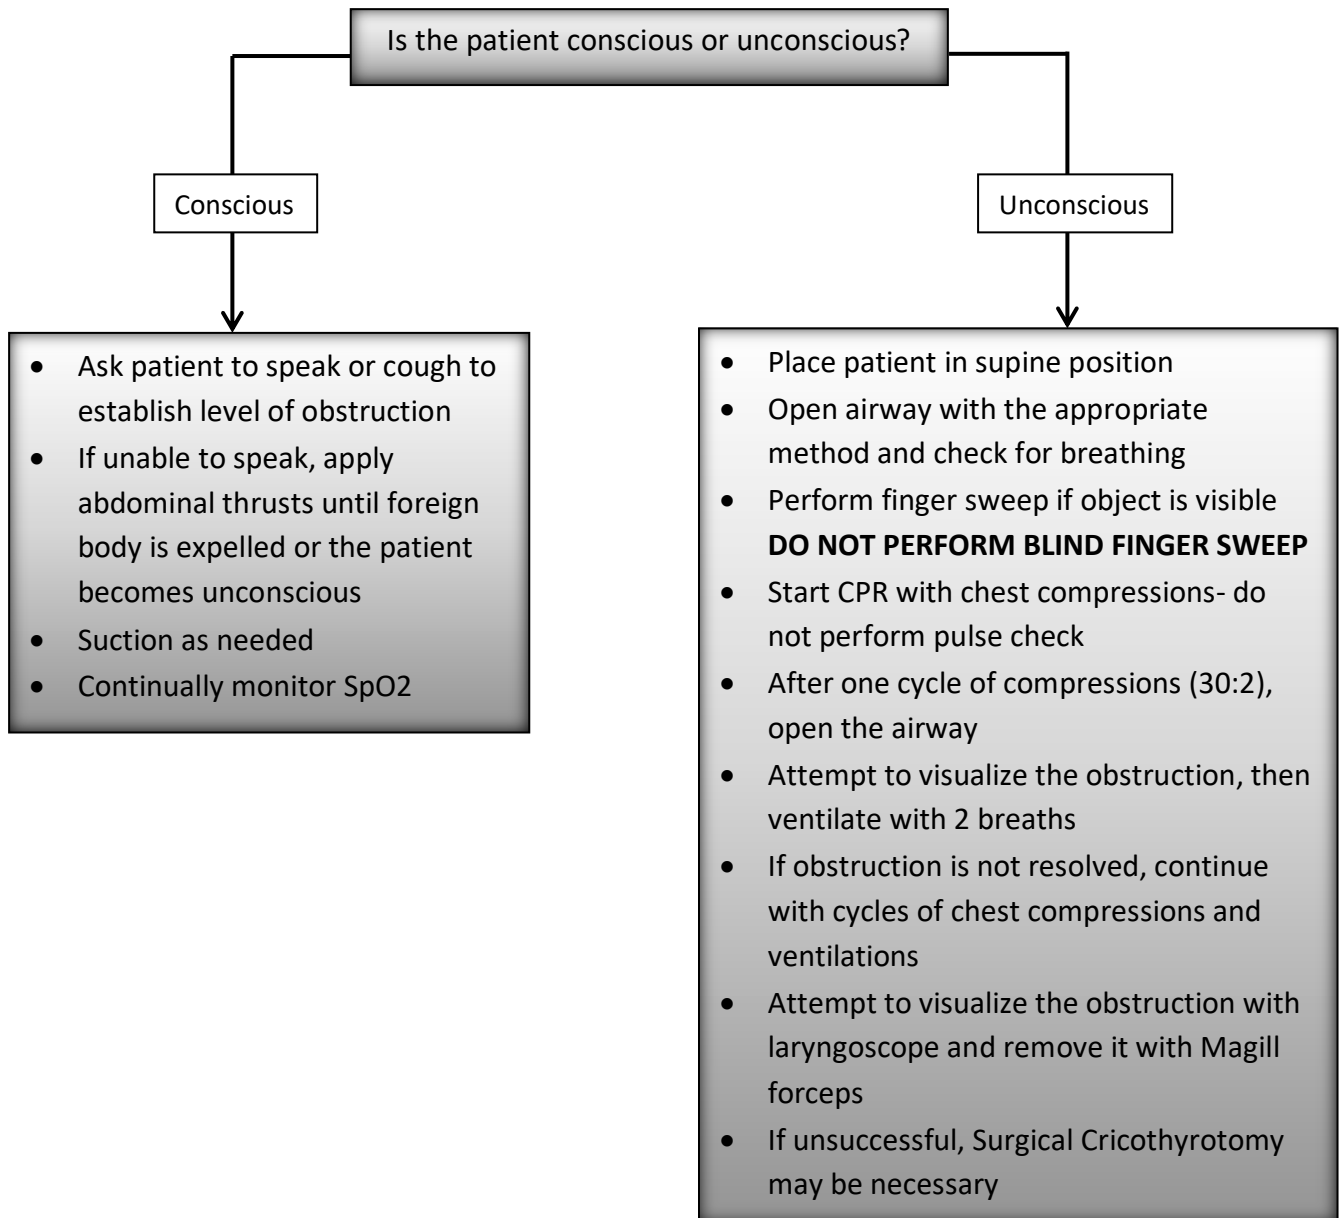 Is the patient conscious or unconscious?
Conscious
Unconscious
• Ask patient to speak or cough to
establish level of obstruction
• If unable to speak, apply
abdominal thrusts until foreign
body is expelled or the patient
becomes unconscious
• Suction as needed
• Continually monitor SpO2
• Place patient in supine position
• Open airway with the appropriate
method and check for breathing
• Perform finger sweep if object is visible
DO NOT PERFORM BLIND FINGER SWEEP
• Start CPR with chest compressions- do
not perform pulse check
• After one cycle of compressions (30:2),
open the airway
• Attempt to visualize the obstruction, then
ventilate with 2 breaths
• If obstruction is not resolved, continue
with cycles of chest compressions and
ventilations
• Attempt to visualize the obstruction with
laryngoscope and remove it with Magill
forceps
• If unsuccessful, Surgical Cricothyrotomy
may be necessary